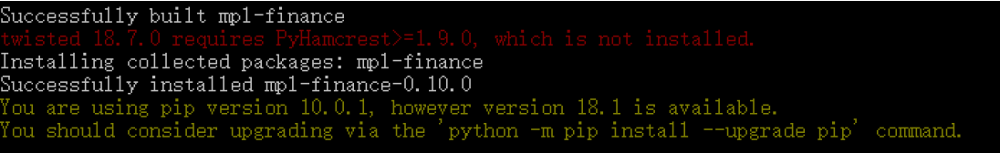 Successfully built mpl-finance
twisted 18.7.0 requires PyHamcrest>=1.9.0, which is not installed.
Installing collected packages: mpl-finance
Successfully installed mpl-finance-0.10.0
You are using pip version 10.0.1, however version 18.1 is available.
You should consider upgrading via the 'python -m pip install --upgrade pip' command.